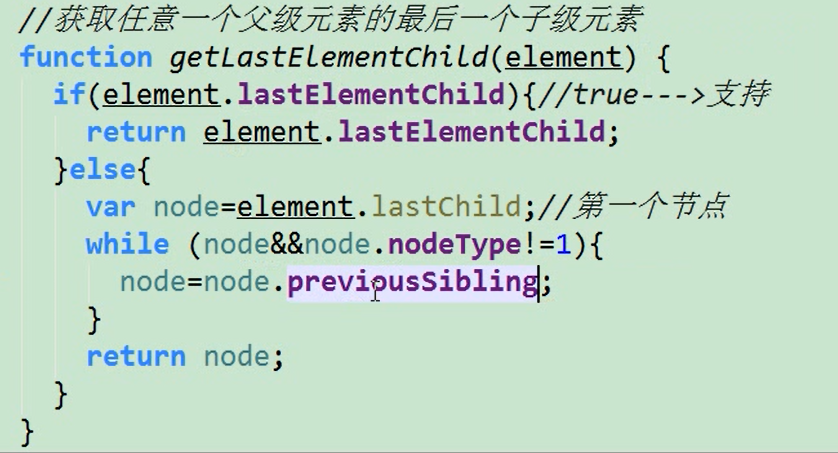 //获取任意一个父级元素的最后一个子级元素
function getLastElementChild(element) {
if(element.lastElementChild){//true--->支持
return element.lastElementChild;
}else{
var node=element.lastChild;//第一个节点
while (node&&node.nodeType!=1){
node=node.previousSibling;
}
return node;
}
}